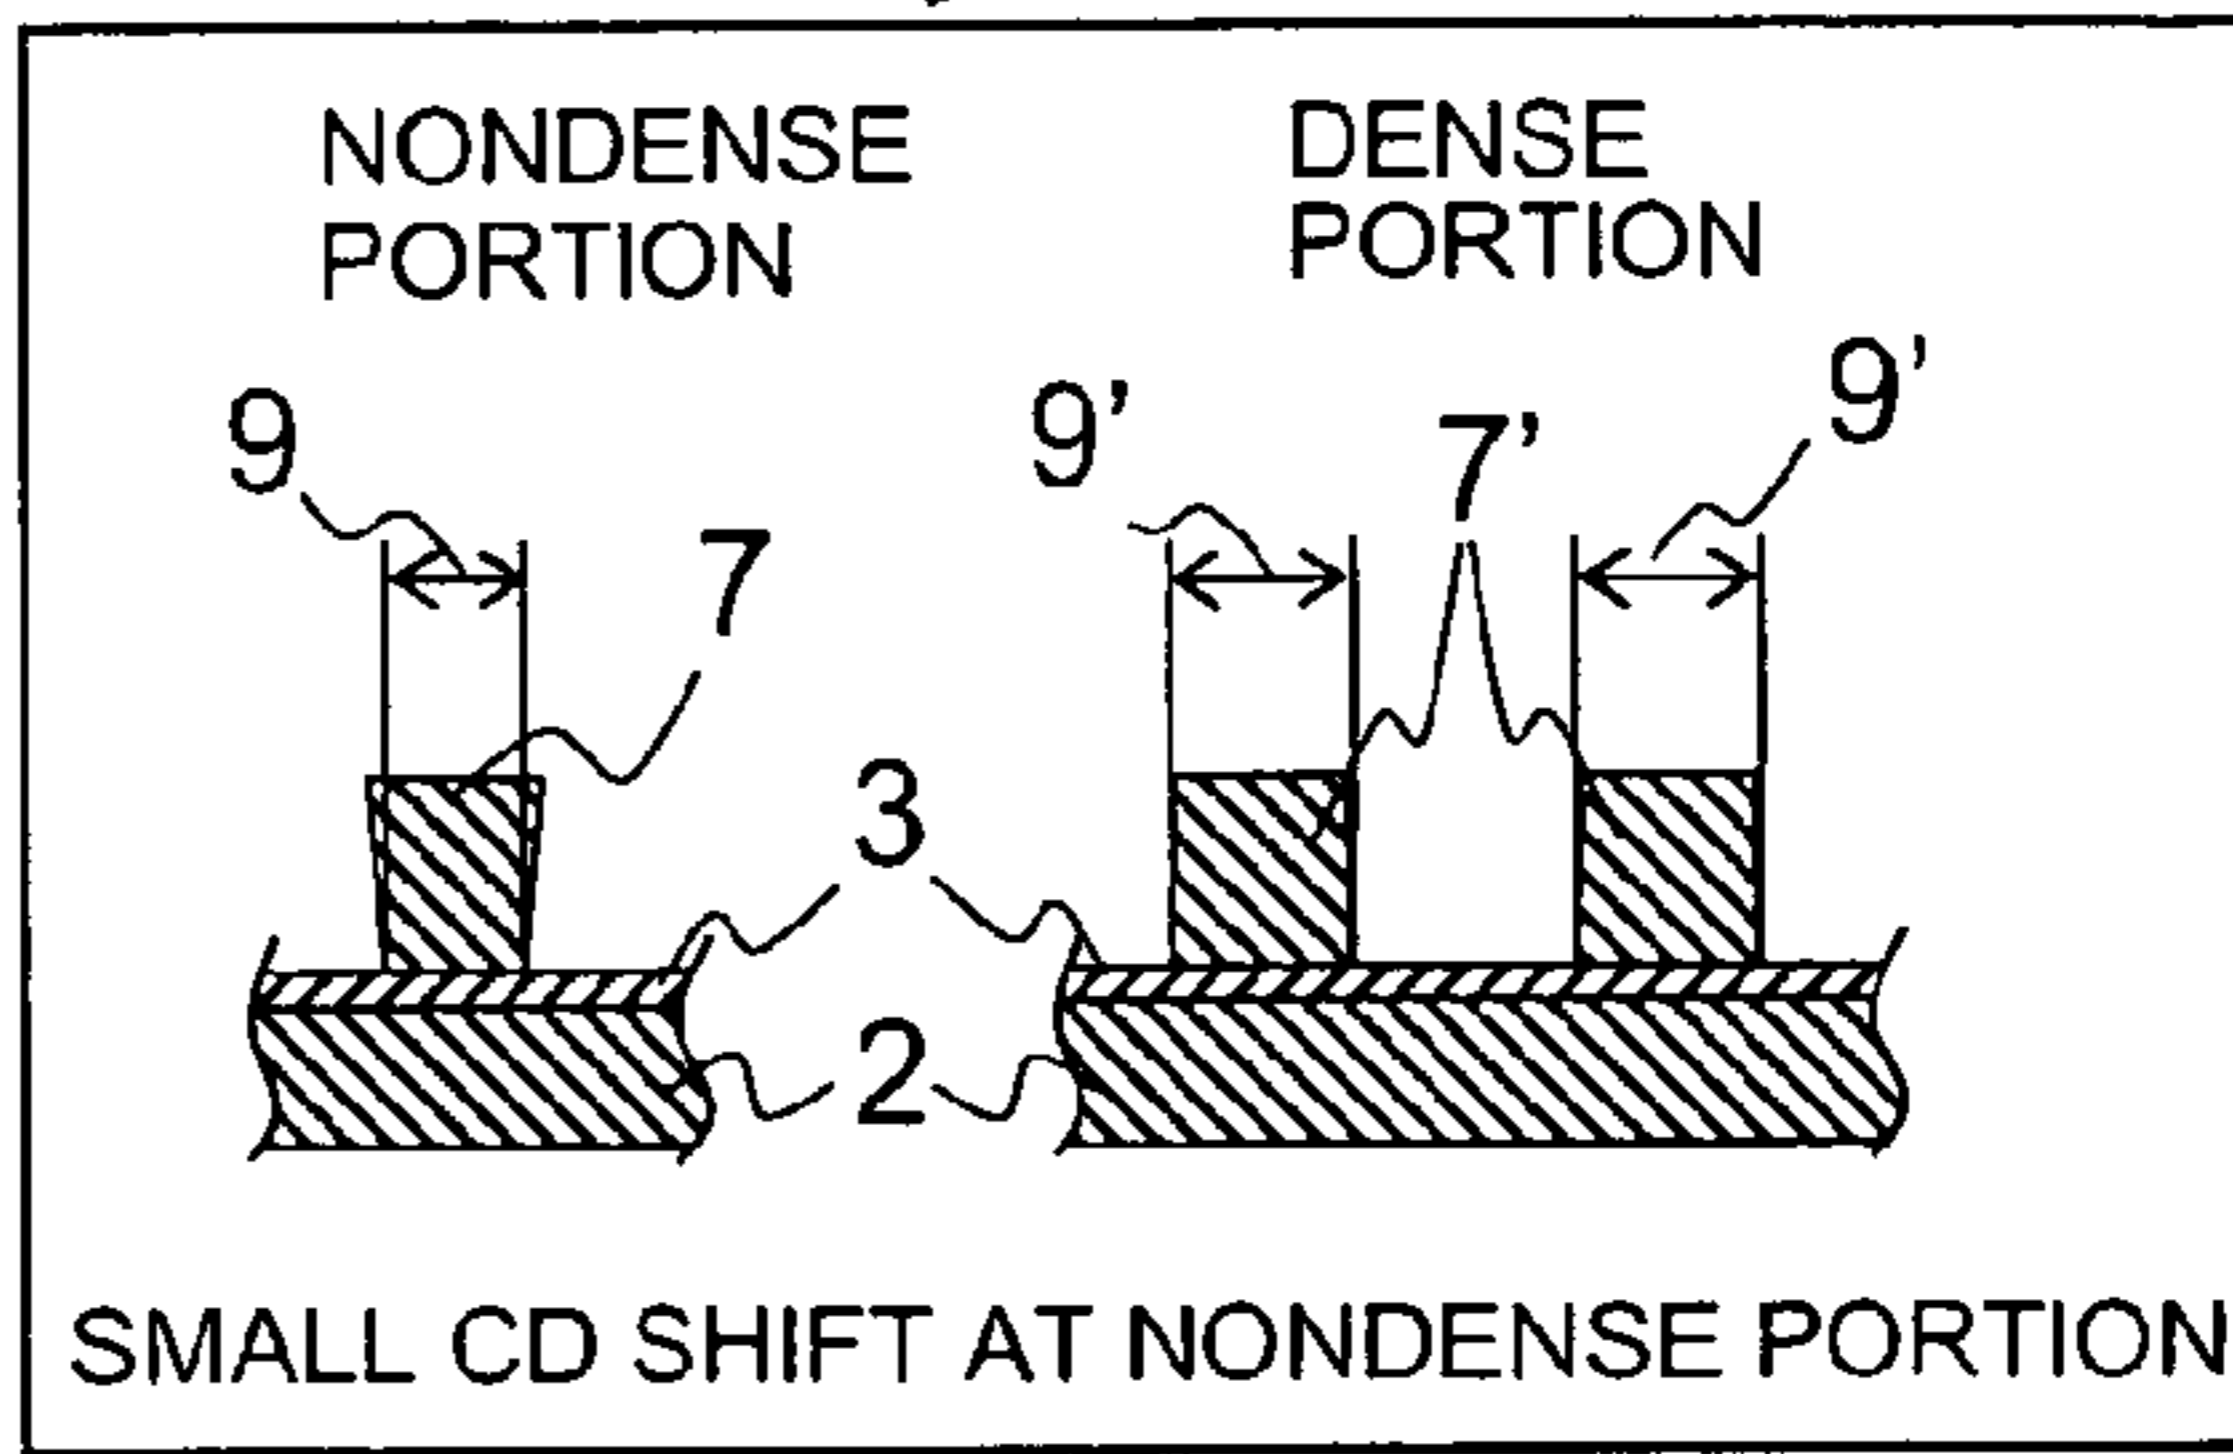 NONDENSE
PORTION
DENSE
PORTION
9
9'
7'
9'
7
3
2
SMALL CD SHIFT AT NONDENSE PORTION